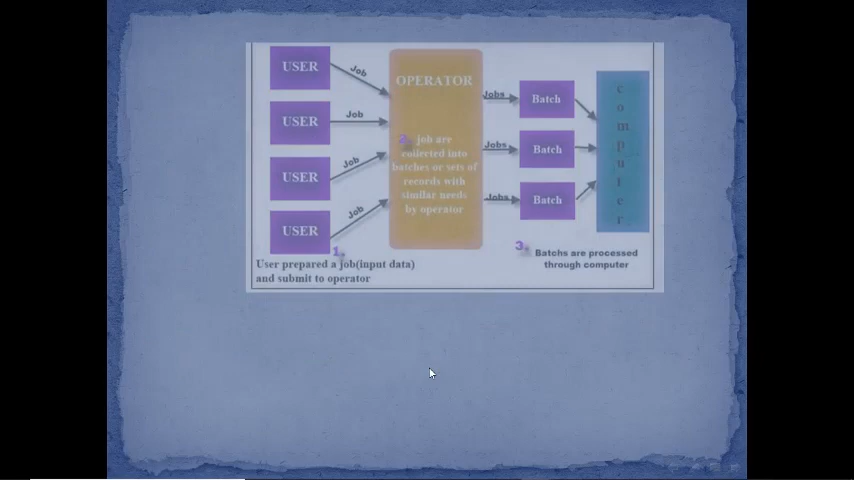 USER
Job
OPERATOR
Jobs
Batch
USER
Job
2. job are
collected into
batches or sets of
records with
similar needs
by operator
USER
Job
Jobs
Batch
USER
Job
Jobs
Batch
computer
1.
User prepared a job(input data)
and submit to operator
3. Batchs are processed
through computer